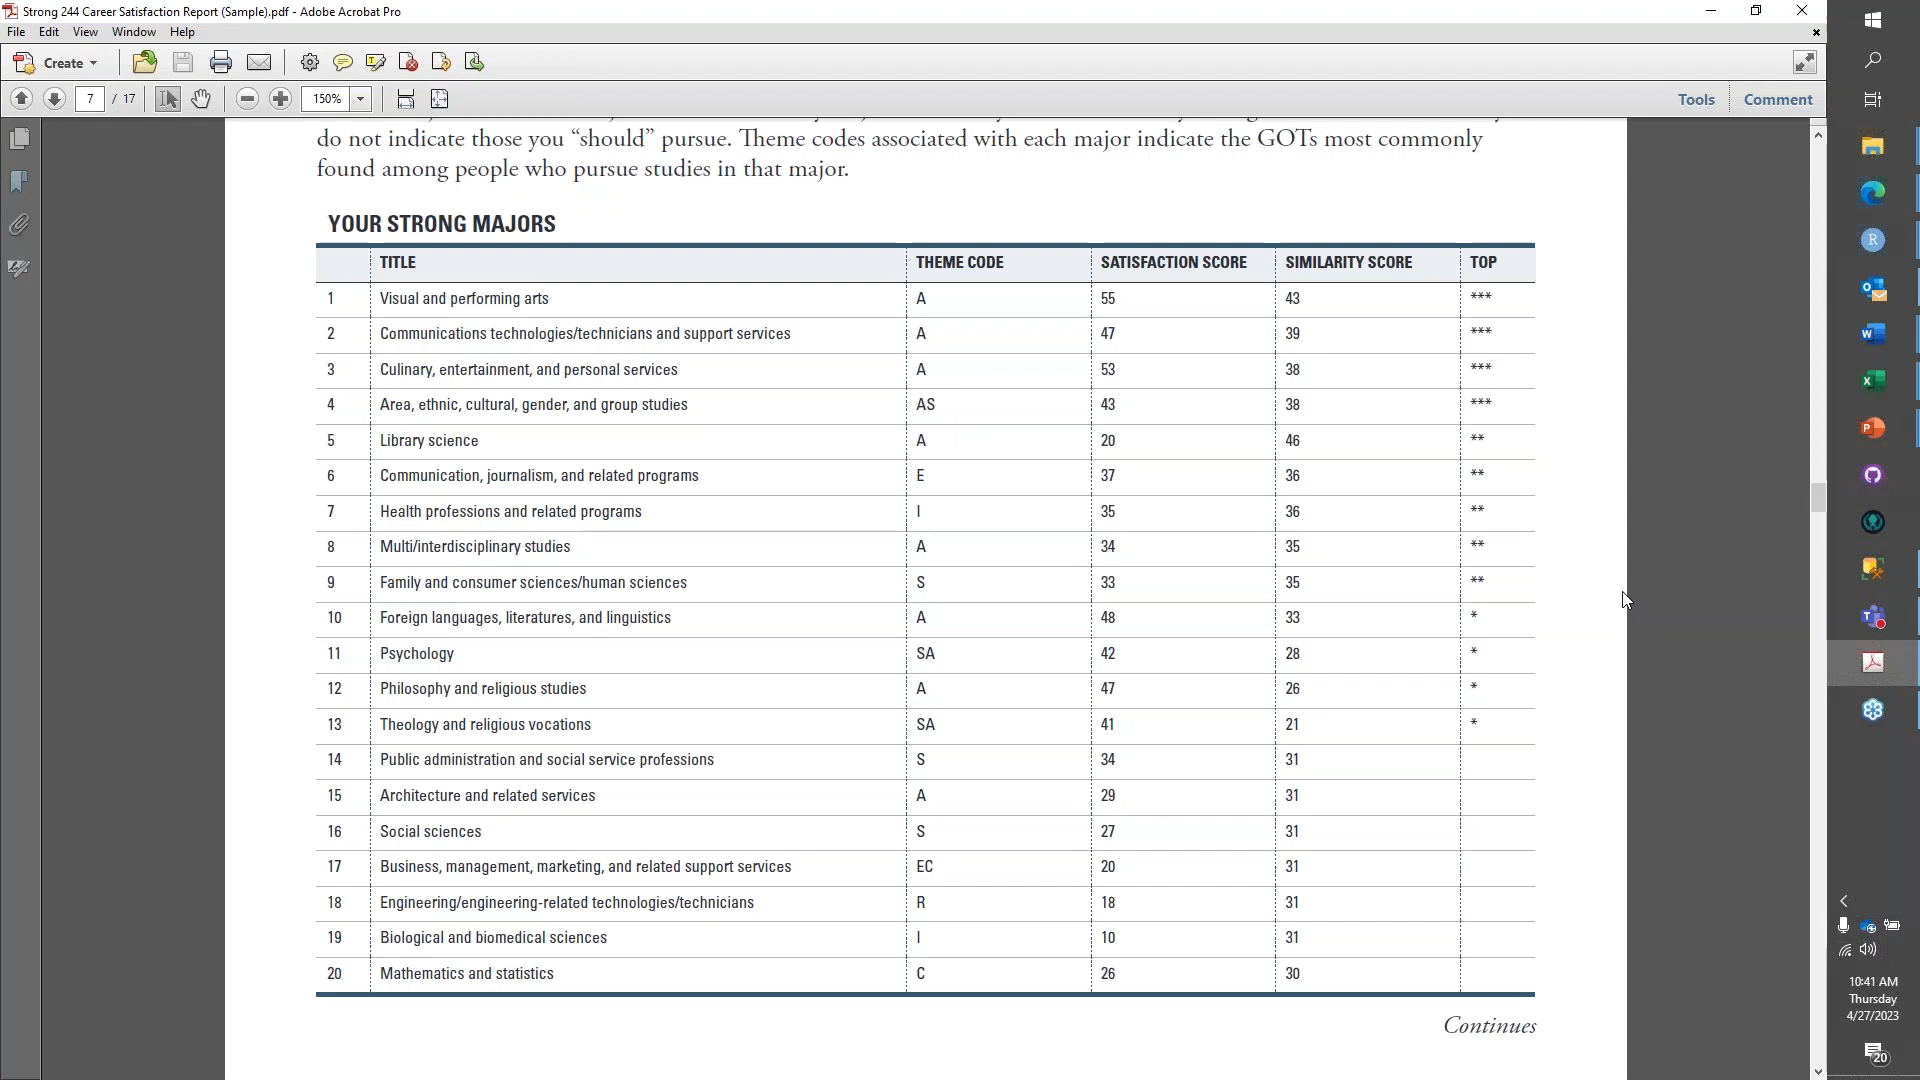 Strong 244 Career Satisfaction Report (Sample).pdf - Adobe Acrobat Pro
File Edit View Window Help
Create
7 / 17 150% Tools Comment
do not indicate those you “should” pursue. Theme codes associated with each major indicate the GOTs most commonly
found among people who pursue studies in that major.
YOUR STRONG MAJORS
TITLE THEME CODE SATISFACTION SCORE SIMILARITY SCORE TOP
1 Visual and performing arts A 55 43 ***
2 Communications technologies/technicians and support services A 47 39 ***
3 Culinary, entertainment, and personal services A 53 38 ***
4 Area, ethnic, cultural, gender, and group studies AS 43 38 ***
5 Library science A 20 46 **
6 Communication, journalism, and related programs E 37 36 **
7 Health professions and related programs I 35 36 **
8 Multi/interdisciplinary studies A 34 35 **
9 Family and consumer sciences/human sciences S 33 35 **
10 Foreign languages, literatures, and linguistics A 48 33 *
11 Psychology SA 42 28 *
12 Philosophy and religious studies A 47 26 *
13 Theology and religious vocations SA 41 21 *
14 Public administration and social service professions S 34 31
15 Architecture and related services A 29 31
16 Social sciences S 27 31
17 Business, management, marketing, and related support services EC 20 31
18 Engineering/engineering-related technologies/technicians R 18 31
19 Biological and biomedical sciences I 10 31
20 Mathematics and statistics C 26 30
Continues
10:41 AM
Thursday
4/27/2023
20